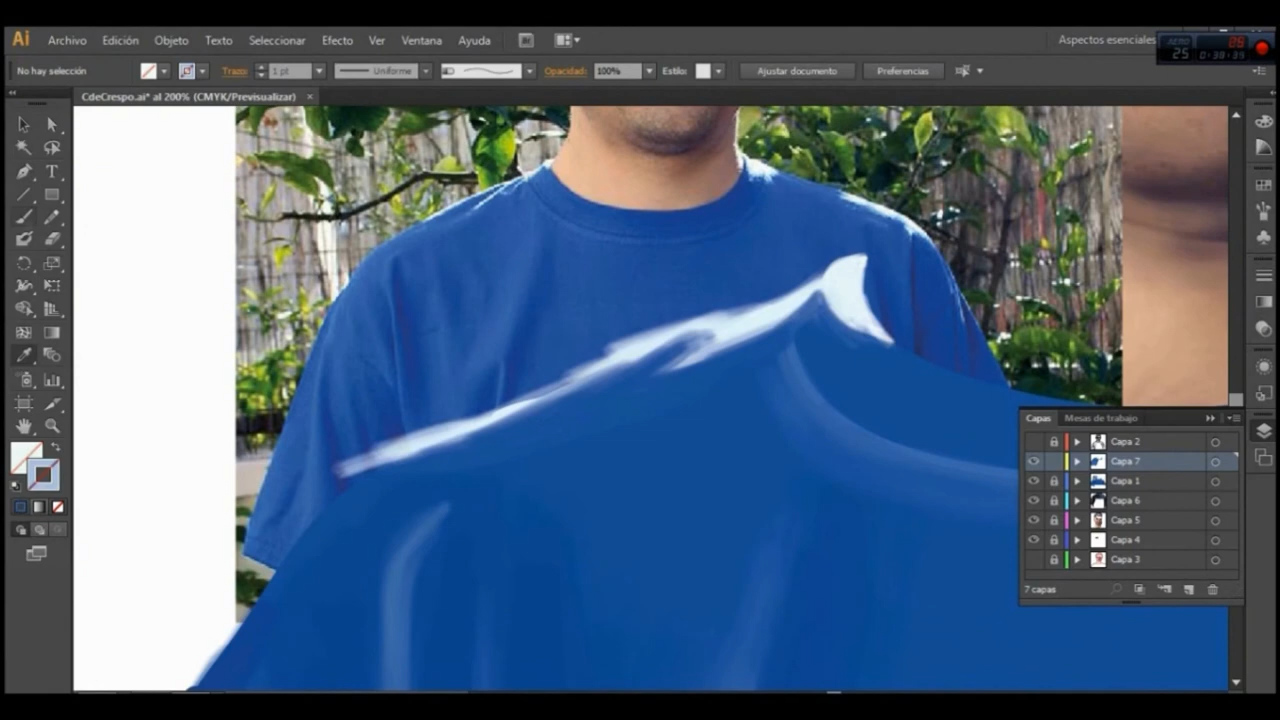 Ai Archivo Edición Objeto Texto Seleccionar Efecto Ver Ventana Ayuda Br Aspectos esenciales
No hay selección Trazo: 1 pt Uniforme Opacidad: 100% Estilo: Ajustar documento Preferencias
CdeCrespo.ai* al 200% (CMYK/Previsualizar) ×
Capas Mesas de trabajo
Capa 2
Capa 7
Capa 1
Capa 6
Capa 5
Capa 4
Capa 3
7 capas